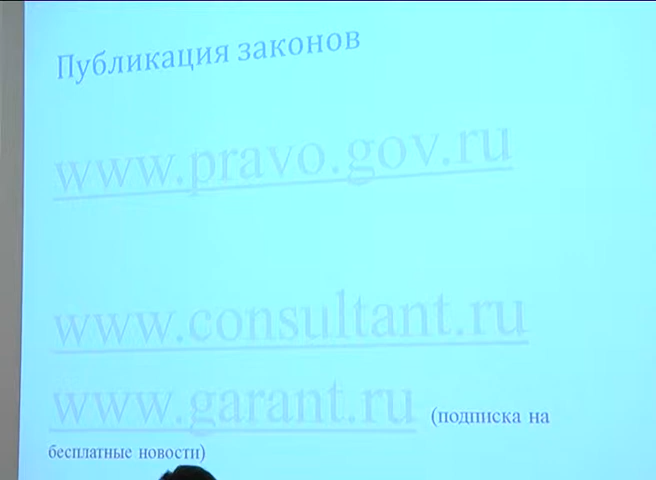 Публикация законов
www.pravo.gov.ru
www.consultant.ru
www.garant.ru (подписка на
бесплатные новости)